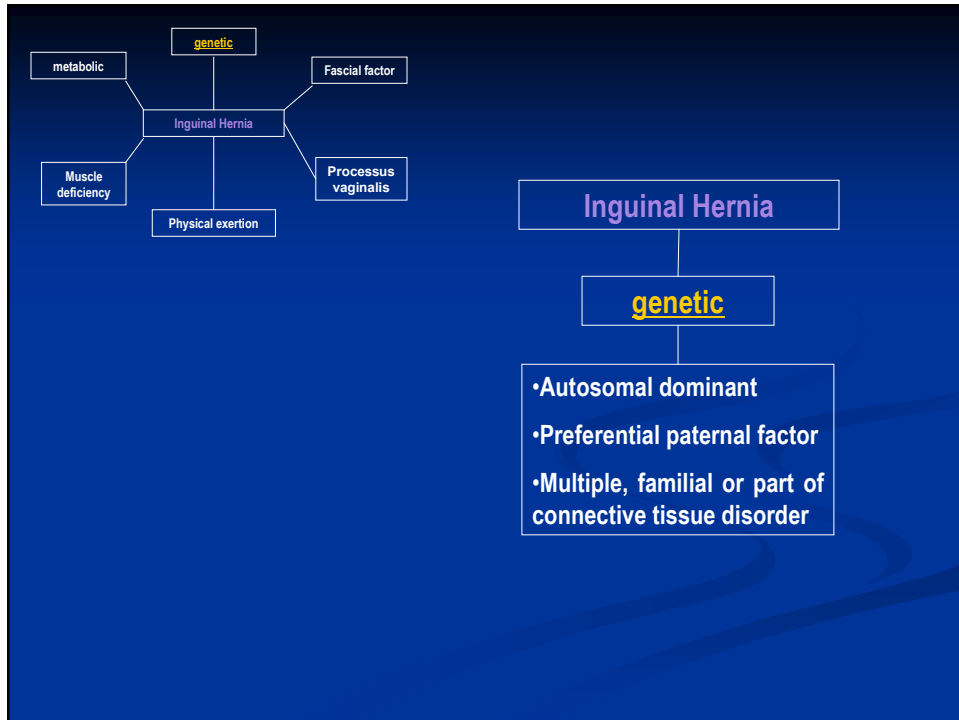 genetic
metabolic
Fascial factor
Inguinal Hernia
Muscle
deficiency
Processus
vaginalis
Physical exertion
Inguinal Hernia
genetic
•Autosomal dominant
•Preferential paternal factor
•Multiple, familial or part of
connective tissue disorder